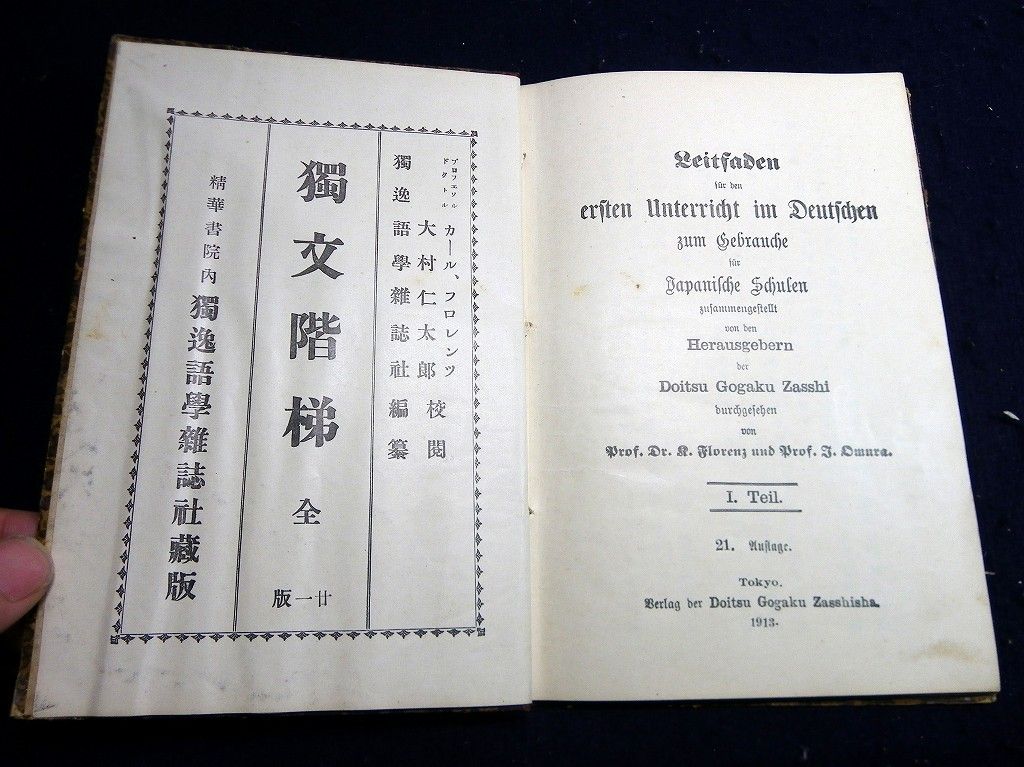 プロフエソル
ドクトル
カール、フロレンツ
大村仁太郎 校閲
獨逸語學雜誌社編纂
獨文階梯 全
廿一版
精華書院内 獨逸語學雜誌社藏版
Leitfaden
für den
ersten Unterricht im Deutschen
zum Gebrauche
für
Japanische Schulen
zusammengestellt
von den
Herausgebern
der
Doitsu Gogaku Zasshi
durchgesehen
von
Prof. Dr. K. Florenz und Prof. J. Omura.
I. Teil.
21. Auflage.
Tokyo.
Verlag der Doitsu Gogaku Zasshisha.
1913.